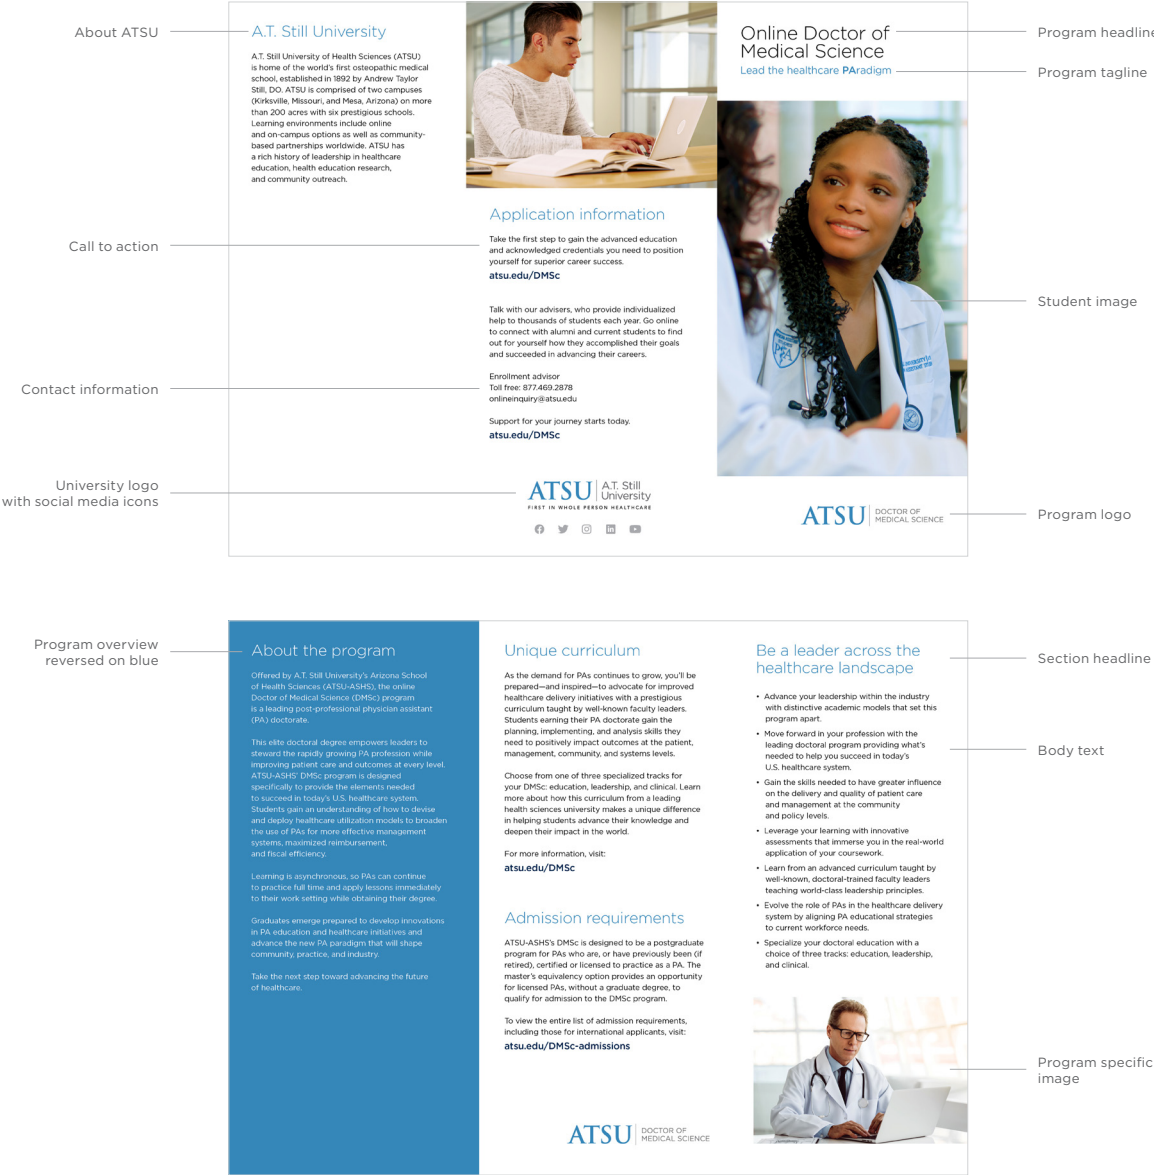 About ATSU
Call to action
Contact information
University logo
with social media icons
A.T. Still University
A.T. Still University of Health Sciences (ATSU)
is home of the world's first osteopathic medical
school, established in 1892 by Andrew Taylor
Still, DO. ATSU is comprised of two campuses
(Kirksville, Missouri, and Mesa, Arizona) on more
than 200 acres with six prestigious schools.
Learning environments include online
and on-campus options as well as community-
based partnerships worldwide. ATSU has
a rich history of leadership in healthcare
education, health education research,
and community outreach.
Application information
Take the first step to gain the advanced education
and acknowledged credentials you need to position
yourself for superior career success.
atsu.edu/DMSc
Talk with our advisers, who provide individualized
help to thousands of students each year. Go online
to connect with alumni and current students to find
out for yourself how they accomplished their goals
and succeeded in advancing their careers.
Enrollment advisor
Toll free: 877.469.2878
onlineinquiry@atsu.edu
Support for your journey starts today.
atsu.edu/DMSc
ATSU A.T. Still
University
FIRST IN WHOLE PERSON HEALTHCARE
Online Doctor of
Medical Science
Lead the healthcare PAradigm
ATSU DOCTOR OF
MEDICAL SCIENCE
Program headline
Program tagline
Student image
Program logo
Program overview
reversed on blue
About the program
Offered by A.T. Still University's Arizona School
of Health Sciences (ATSU-ASHS), the online
Doctor of Medical Science (DMSc) program
is a leading post-professional physician assistant
(PA) doctorate.
This elite doctoral degree empowers leaders to
steward the rapidly growing PA profession while
improving patient care and outcomes at every level.
ATSU-ASHS' DMSc program is designed
specifically to provide the elements needed
to succeed in today's U.S. healthcare system.
Students gain an understanding of how to devise
and deploy healthcare utilization models to broaden
the use of PAs for more effective management
systems, maximized reimbursement,
and fiscal efficiency.
Learning is asynchronous, so PAs can continue
to practice full time and apply lessons immediately
to their work setting while obtaining their degree.
Graduates emerge prepared to develop innovations
in PA education and healthcare initiatives and
advance the new PA paradigm that will shape
community, practice, and industry.
Take the next step toward advancing the future
of healthcare.
Unique curriculum
As the demand for PAs continues to grow, you'll be
prepared—and inspired—to advocate for improved
healthcare delivery initiatives with a prestigious
curriculum taught by well-known faculty leaders.
Students earning their PA doctorate gain the
planning, implementing, and analysis skills they
need to positively impact outcomes at the patient,
management, community, and systems levels.
Choose from one of three specialized tracks for
your DMSc: education, leadership, and clinical. Learn
more about how this curriculum from a leading
health sciences university makes a unique difference
in helping students advance their knowledge and
deepen their impact in the world.
For more information, visit:
atsu.edu/DMSc
Admission requirements
ATSU-ASHS's DMSc is designed to be a postgraduate
program for PAs who are, or have previously been (if
retired), certified or licensed to practice as a PA. The
master's equivalency option provides an opportunity
for licensed PAs, without a graduate degree, to
qualify for admission to the DMSc program.
To view the entire list of admission requirements,
including those for international applicants, visit:
atsu.edu/DMSc-admissions
ATSU DOCTOR OF
MEDICAL SCIENCE
Be a leader across the
healthcare landscape
• Advance your leadership within the industry
with distinctive academic models that set this
program apart.
• Move forward in your profession with the
leading doctoral program providing what's
needed to help you succeed in today's
U.S. healthcare system.
• Gain the skills needed to have greater influence
on the delivery and quality of patient care
and management at the community
and policy levels.
• Leverage your learning with innovative
assessments that immerse you in the real-world
application of your coursework.
• Learn from an advanced curriculum taught by
well-known, doctoral-trained faculty leaders
teaching world-class leadership principles.
• Evolve the role of PAs in the healthcare delivery
system by aligning PA educational strategies
to current workforce needs.
• Specialize your doctoral education with a
choice of three tracks: education, leadership,
and clinical.
Section headline
Body text
Program specific
image